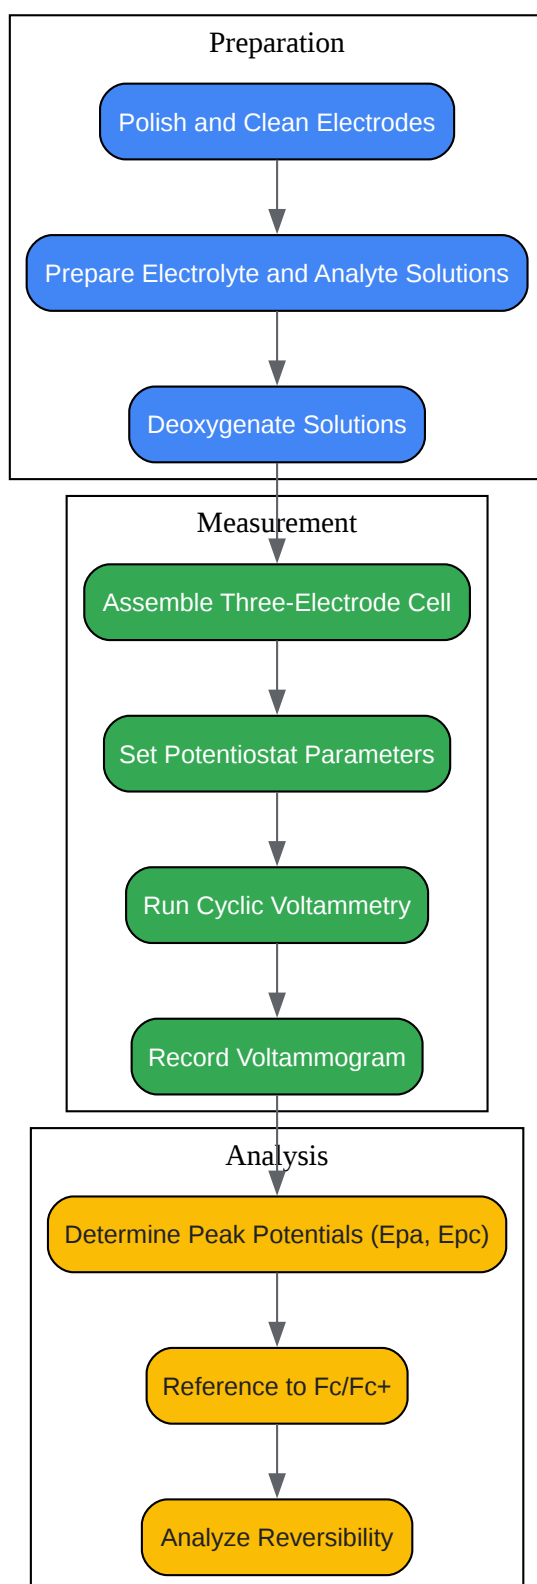 Preparation
Polish and Clean Electrodes
Prepare Electrolyte and Analyte Solutions
Deoxygenate Solutions
Measurement
Assemble Three-Electrode Cell
Set Potentiostat Parameters
Run Cyclic Voltammetry
Record Voltammogram
Analysis
Determine Peak Potentials (Epa, Epc)
Reference to Fc/Fc+
Analyze Reversibility